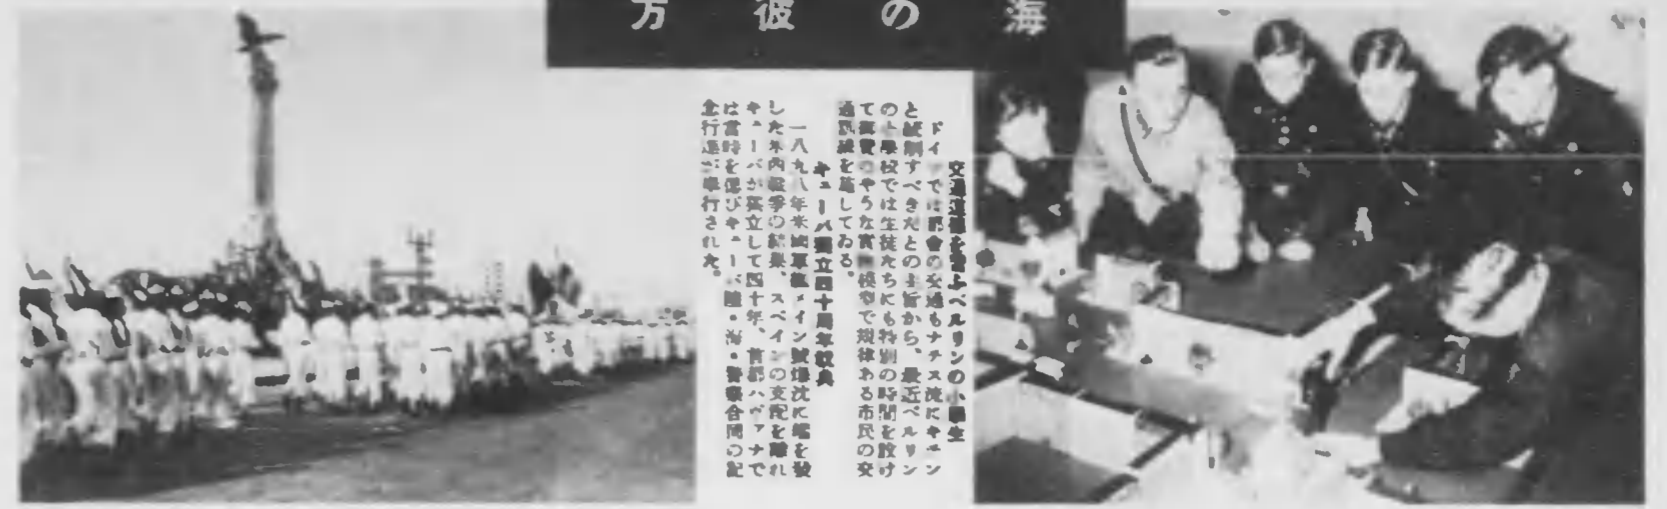 海の彼方
交通道徳を習ふベルリンの小學生
ドイツでは都會の交通もナチス流にキチン
と統制すべきだとの主旨から、最近ベルリン
の小學校では生徒たちにも特別の時間を設け
て御覽のやうな實物模型で規律ある市民の交
通訓練を施してゐる。
キューバ獨立四十周年祝典
一八九八年米國軍艦メイン號爆沈に端を發
した米西戰爭の結果、スペインの支配を離れ
キューバが獨立して四十年、首都ハヴァナで
は當時を偲びキューバ陸・海・警察合同の記
念行進が擧行された。